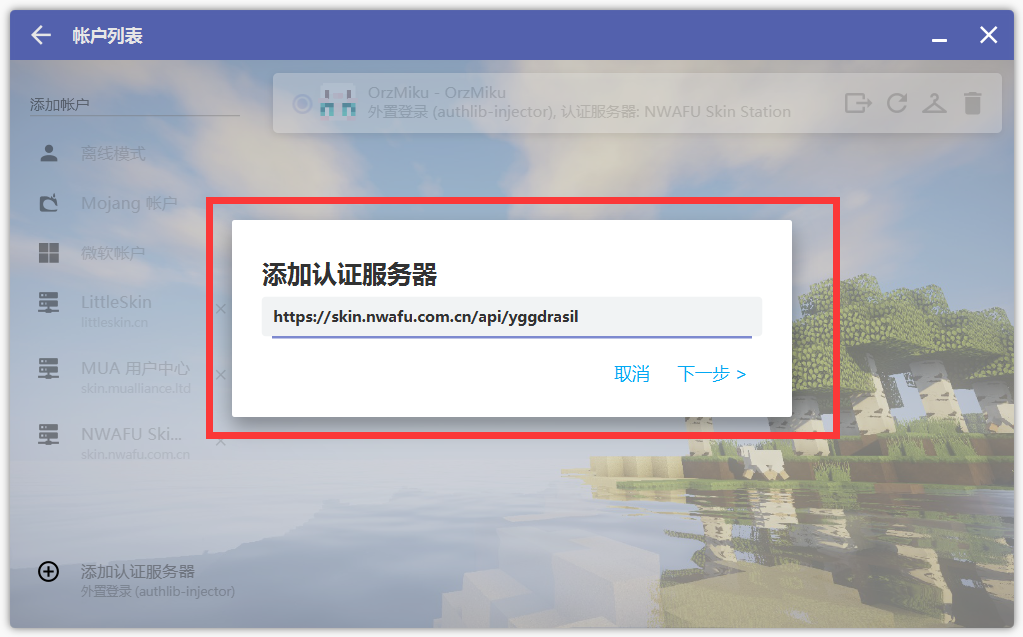 帐户列表
添加帐户
OrzMiku - OrzMiku
外置登录 (authlib-injector), 认证服务器: NWAFU Skin Station
离线模式
Mojang 帐户
微软帐户
LittleSkin
littleskin.cn
MUA 用户中心
skin.mualliance.ltd
NWAFU Ski...
skin.nwafu.com.cn
添加认证服务器
https://skin.nwafu.com.cn/api/yggdrasil
取消 下一步 >
添加认证服务器
外置登录 (authlib-injector)